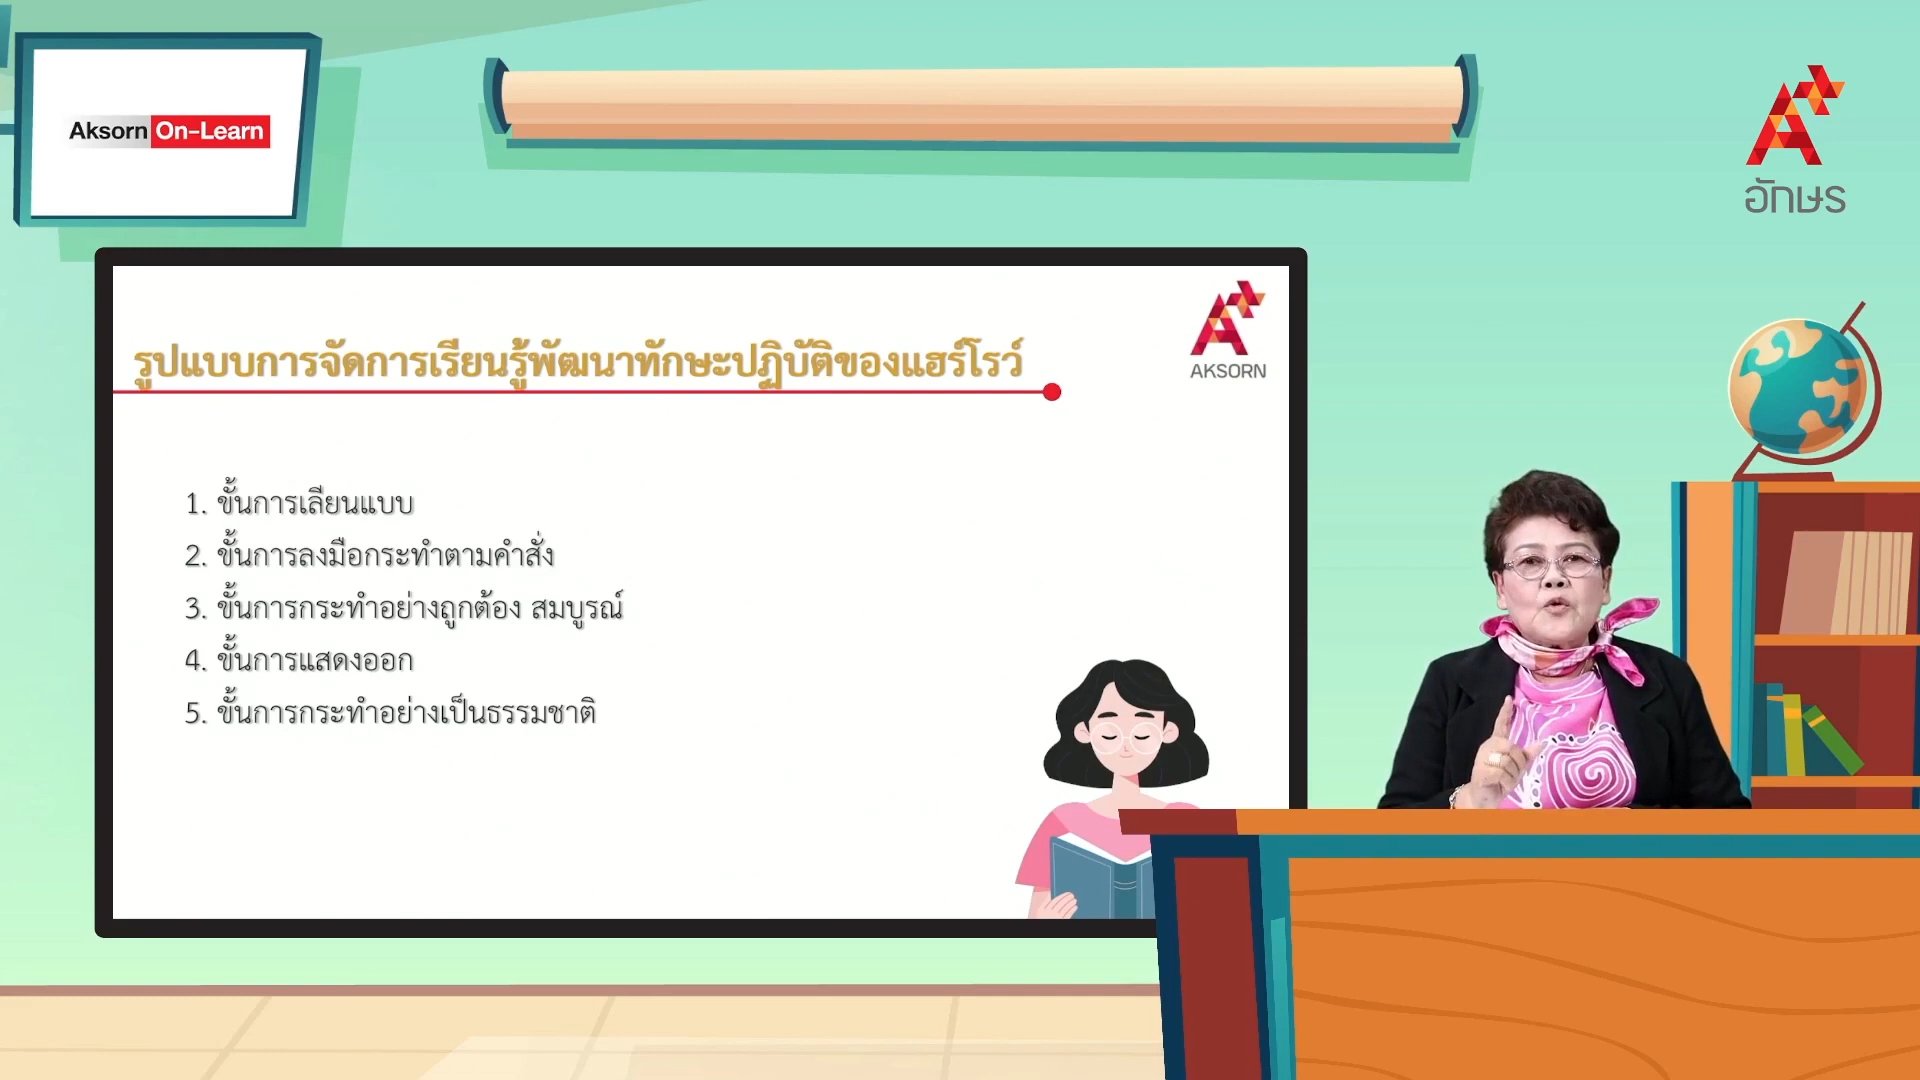 Aksorn On-Learn
อักษร
รูปแบบการจัดการเรียนรู้พัฒนาทักษะปฏิบัติของแฮร์โรว์
AKSORN
1. ขั้นการเลียนแบบ
2. ขั้นการลงมือกระทำตามคำสั่ง
3. ขั้นการกระทำอย่างถูกต้อง สมบูรณ์
4. ขั้นการแสดงออก
5. ขั้นการกระทำอย่างเป็นธรรมชาติ